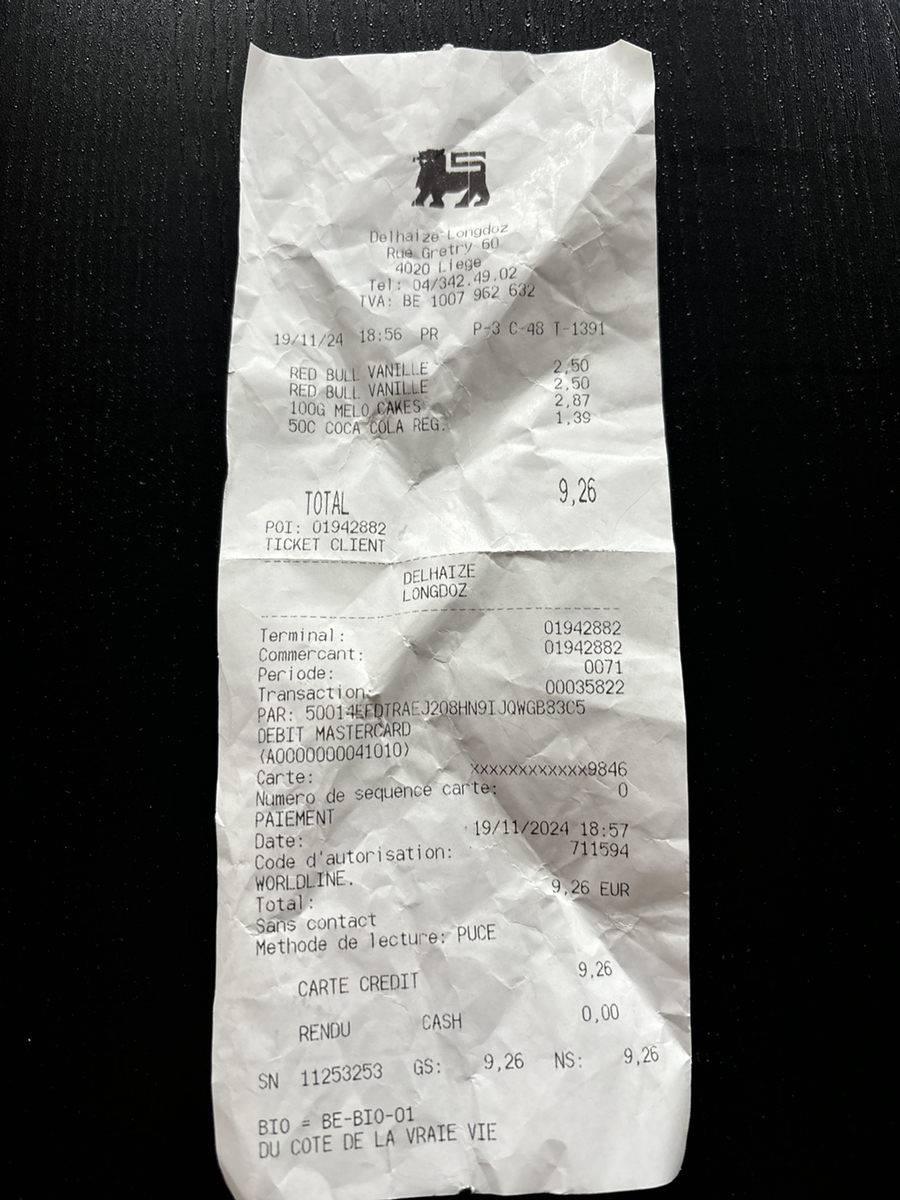 Delhaize Longdoz
Rue Gretry 60
4020 Liege
Tel: 04/342.49.02
TVA: BE 1007 962 632
19/11/24 18:56 PR P-3 C-48 T-1391
RED BULL VANILLE 2,50
RED BULL VANILLE 2,50
100G MELO CAKES 2,87
50C COCA COLA REG. 1,39
TOTAL 9,26
POI: 01942882
TICKET CLIENT
DELHAIZE
LONGDOZ
Terminal: 01942882
Commercant: 01942882
Periode: 0071
Transaction: 00035822
PAR: 50014EFDTRAEJ208HN9IJQWGB83C5
DEBIT MASTERCARD
(A0000000041010)
Carte: xxxxxxxxxxxx9846
Numero de sequence carte: 0
PAIEMENT
Date: 19/11/2024 18:57
Code d'autorisation: 711594
WORLDLINE.
Total: 9,26 EUR
Sans contact
Methode de lecture: PUCE
CARTE CREDIT 9,26
RENDU CASH 0,00
SN 11253253 GS: 9,26 NS: 9,26
BIO = BE-BIO-01
DU COTE DE LA VRAIE VIE